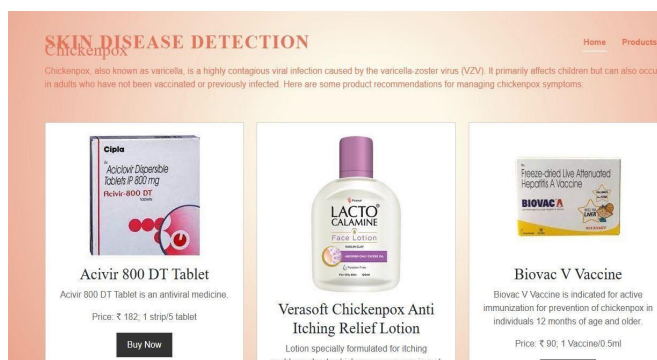 SKIN DISEASE DETECTION
Home Products
Chickenpox
Chickenpox, also known as varicella, is a highly contagious viral infection caused by the varicella-zoster virus (VZV). It primarily affects children but can also occu
in adults who have not been vaccinated or previously infected. Here are some product recommendations for managing chickenpox symptoms:
Cipla
Aciclovir Dispersible
Tablets IP 800 mg
Acivir-800 DT
TABLETS
Acivir 800 DT Tablet
Acivir 800 DT Tablet is an antiviral medicine.
Price: ₹ 182; 1 strip/5 tablet
Buy Now
LACTO
CALAMINE
Face Lotion
Verasoft Chickenpox Anti
Itching Relief Lotion
Lotion specially formulated for itching
Freeze-dried Live Attenuated
Hepatitis A Vaccine
BIOVAC A
Biovac V Vaccine
Biovac V Vaccine is indicated for active
immunization for prevention of chickenpox in
individuals 12 months of age and older.
Price: ₹ 90; 1 Vaccine/0.5ml